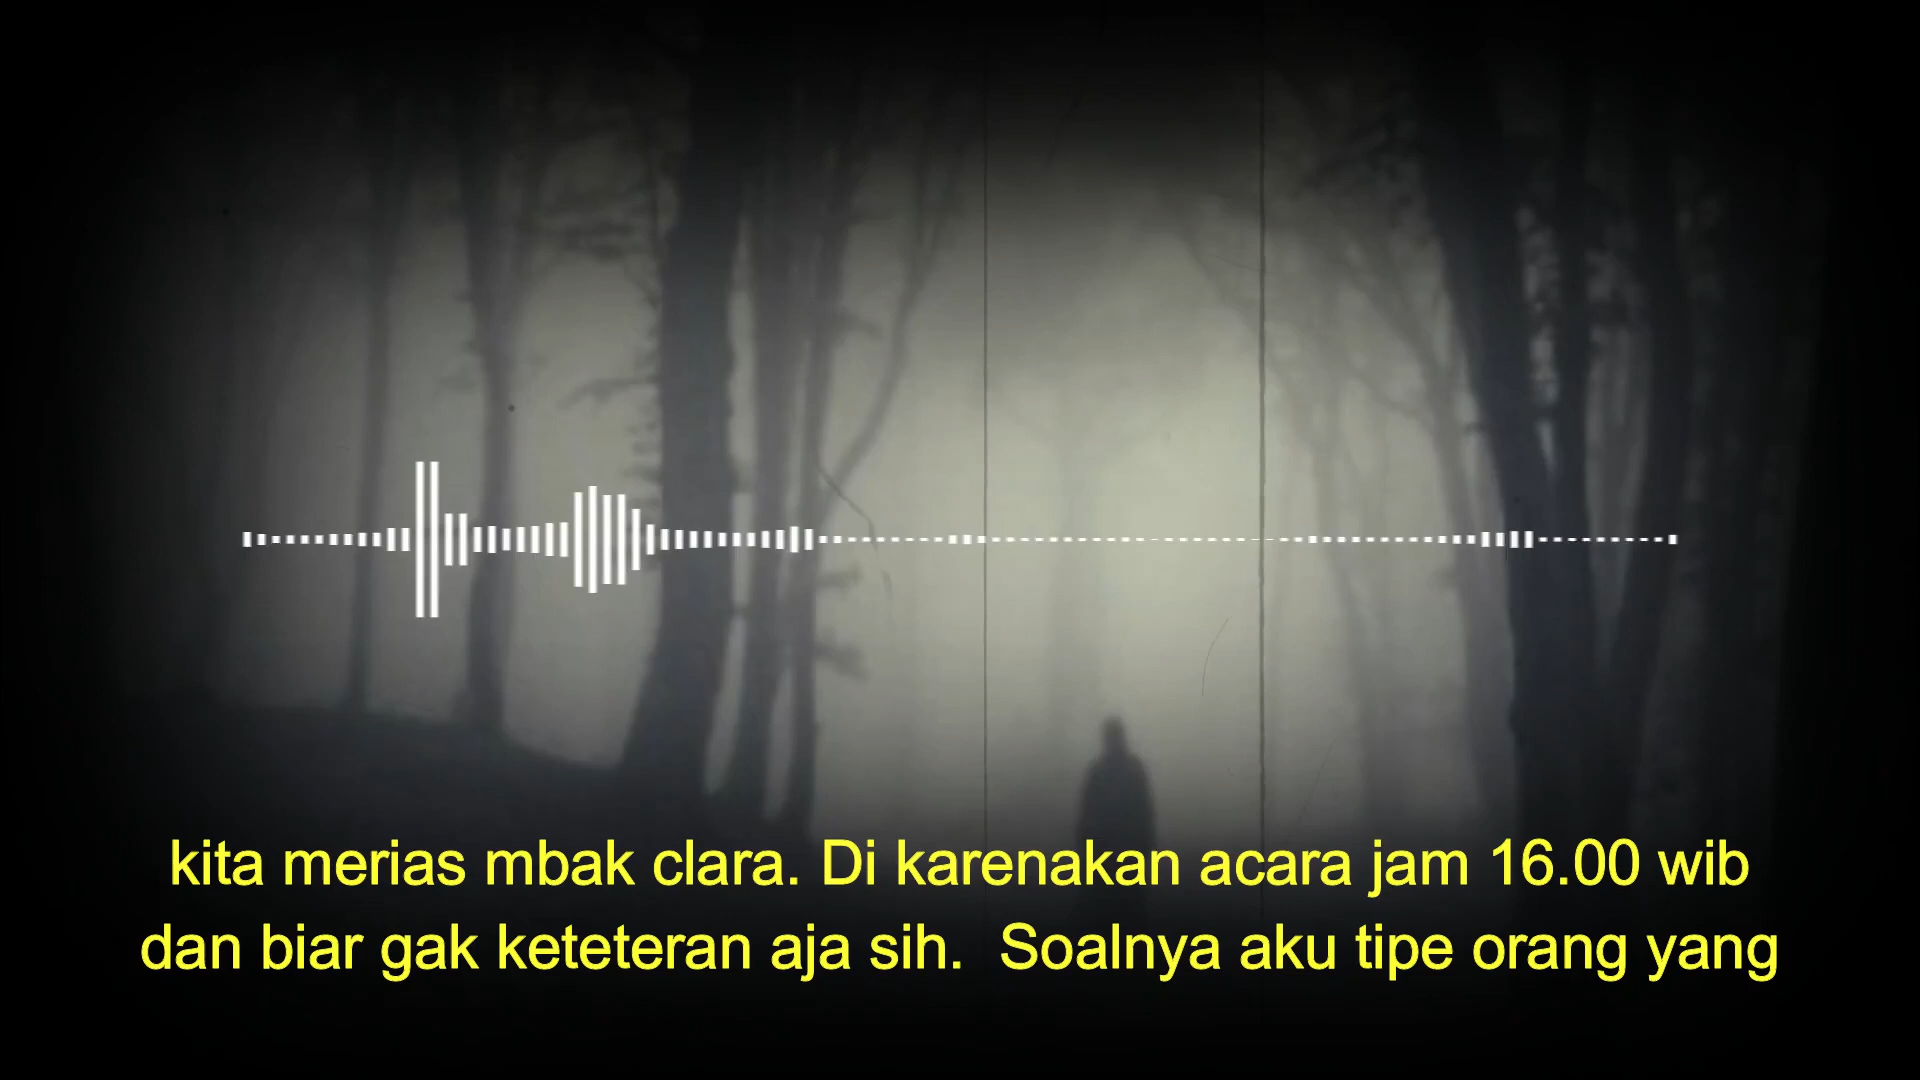 kita merias mbak clara. Di karenakan acara jam 16.00 wib
dan biar gak keteteran aja sih.  Soalnya aku tipe orang yang